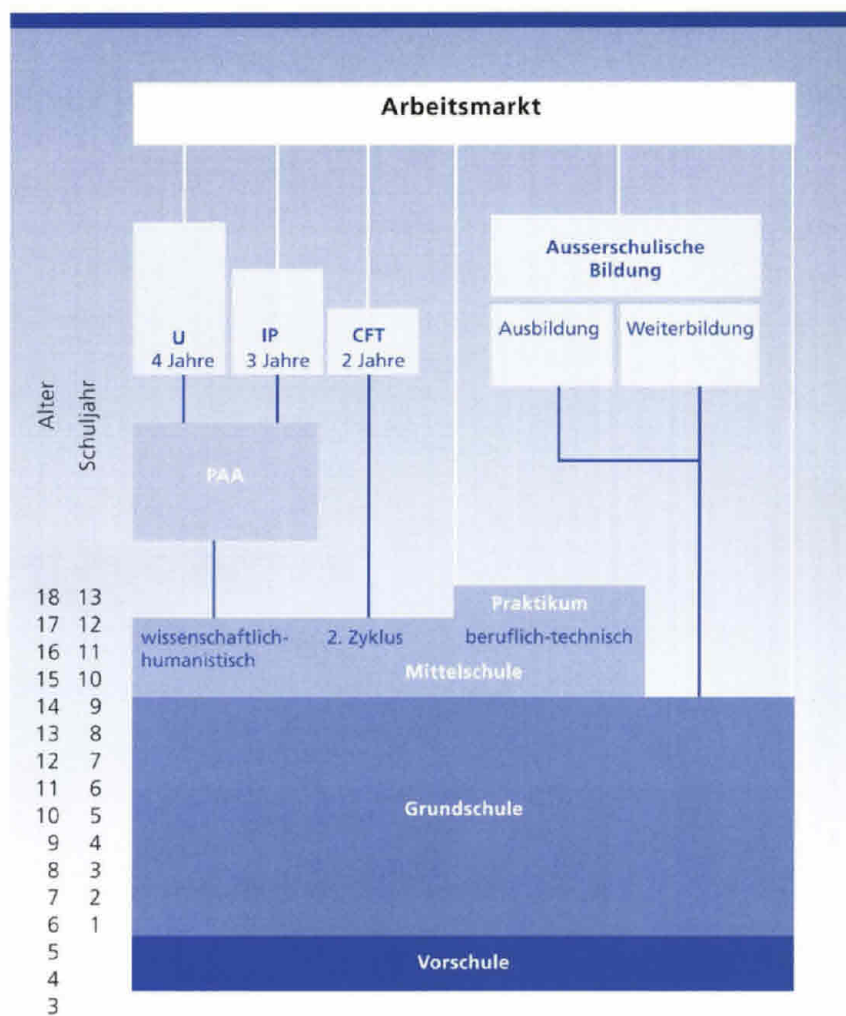 Arbeitsmarkt
Ausserschulische
Bildung
Ausbildung
Weiterbildung
U
4 Jahre
IP
3 Jahre
CFT
2 Jahre
Alter
Schuljahr
PAA
Praktikum
wissenschaftlich-
humanistisch
2. Zyklus
beruflich-technisch
Mittelschule
Grundschule
Vorschule
18 13
17 12
16 11
15 10
14 9
13 8
12 7
11 6
10 5
9 4
8 3
7 2
6 1
5
4
3